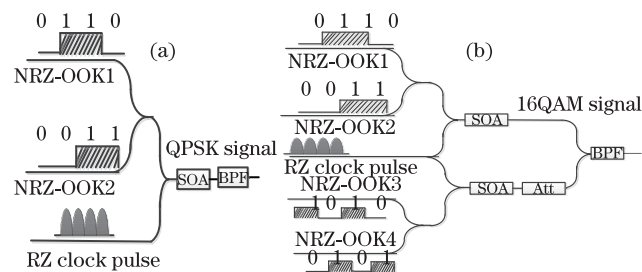 0 1 1 0
(a)
NRZ-OOK1
0 0 1 1
QPSK signal
NRZ-OOK2
SOA
BPF
RZ clock pulse
0 1 1 0
(b)
NRZ-OOK1
0 0 1 1
16QAM signal
NRZ-OOK2
SOA
BPF
RZ clock pulse
NRZ-OOK3
1 0 1 0
SOA
Att
NRZ-OOK4
0 1 0 1